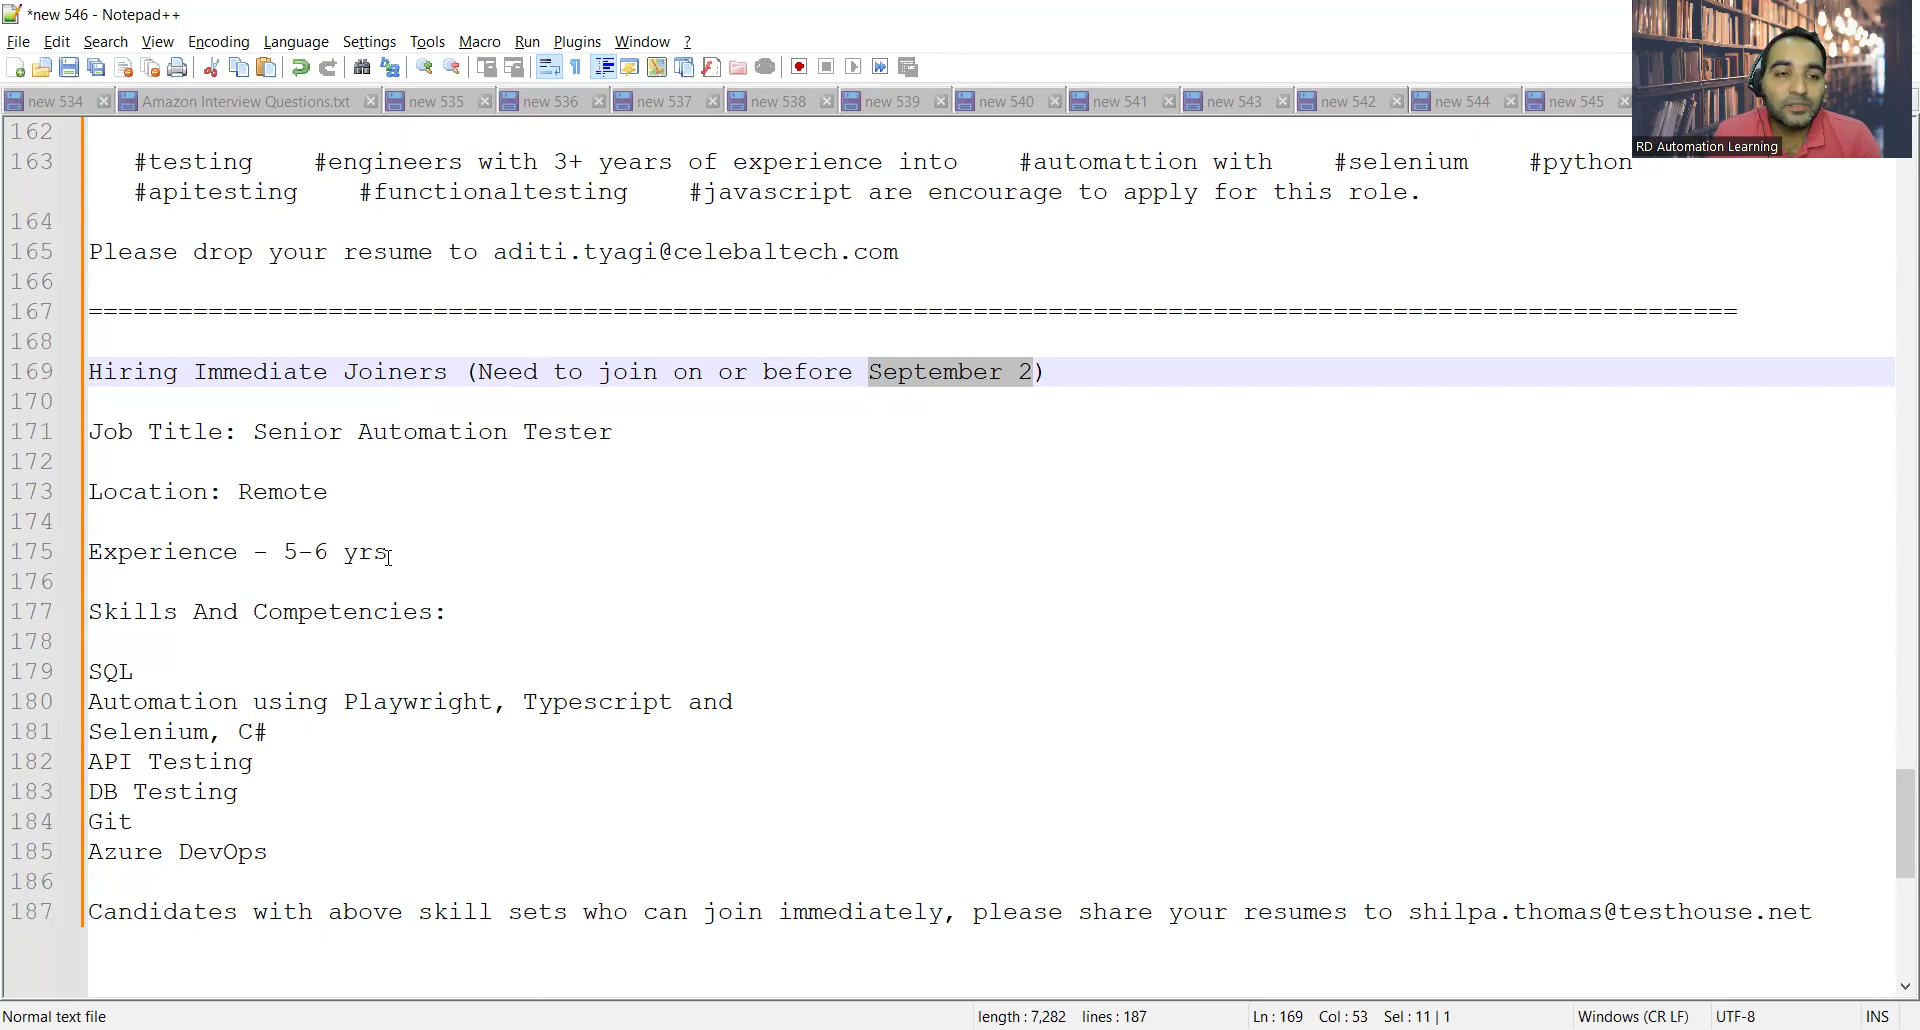 *new 546 - Notepad++
File Edit Search View Encoding Language Settings Tools Macro Run Plugins Window ?
new 534 Amazon Interview Questions.txt new 535 new 536 new 537 new 538 new 539 new 540 new 541 new 543 new 542 new 544 new 545
RD Automation Learning
162
163 #testing #engineers with 3+ years of experience into #automattion with #selenium #python
#apitesting #functionaltesting #javascript are encourage to apply for this role.
164
165 Please drop your resume to aditi.tyagi@celebaltech.com
166
167 ==============================================================================================================
168
169 Hiring Immediate Joiners (Need to join on or before September 2)
170
171 Job Title: Senior Automation Tester
172
173 Location: Remote
174
175 Experience - 5-6 yrs
176
177 Skills And Competencies:
178
179 SQL
180 Automation using Playwright, Typescript and
181 Selenium, C#
182 API Testing
183 DB Testing
184 Git
185 Azure DevOps
186
187 Candidates with above skill sets who can join immediately, please share your resumes to shilpa.thomas@testhouse.net
Normal text file length : 7,282 lines : 187 Ln : 169 Col : 53 Sel : 11 | 1 Windows (CR LF) UTF-8 INS